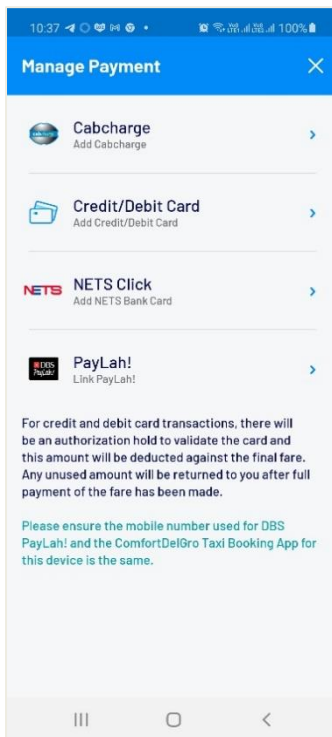 10:37 100%
Manage Payment
Cabcharge
Add Cabcharge
Credit/Debit Card
Add Credit/Debit Card
NETS NETS Click
Add NETS Bank Card
DBS
PayLah!
PayLah!
Link PayLah!
For credit and debit card transactions, there will
be an authorization hold to validate the card and
this amount will be deducted against the final fare.
Any unused amount will be returned to you after full
payment of the fare has been made.
Please ensure the mobile number used for DBS
PayLah! and the ComfortDelGro Taxi Booking App for
this device is the same.